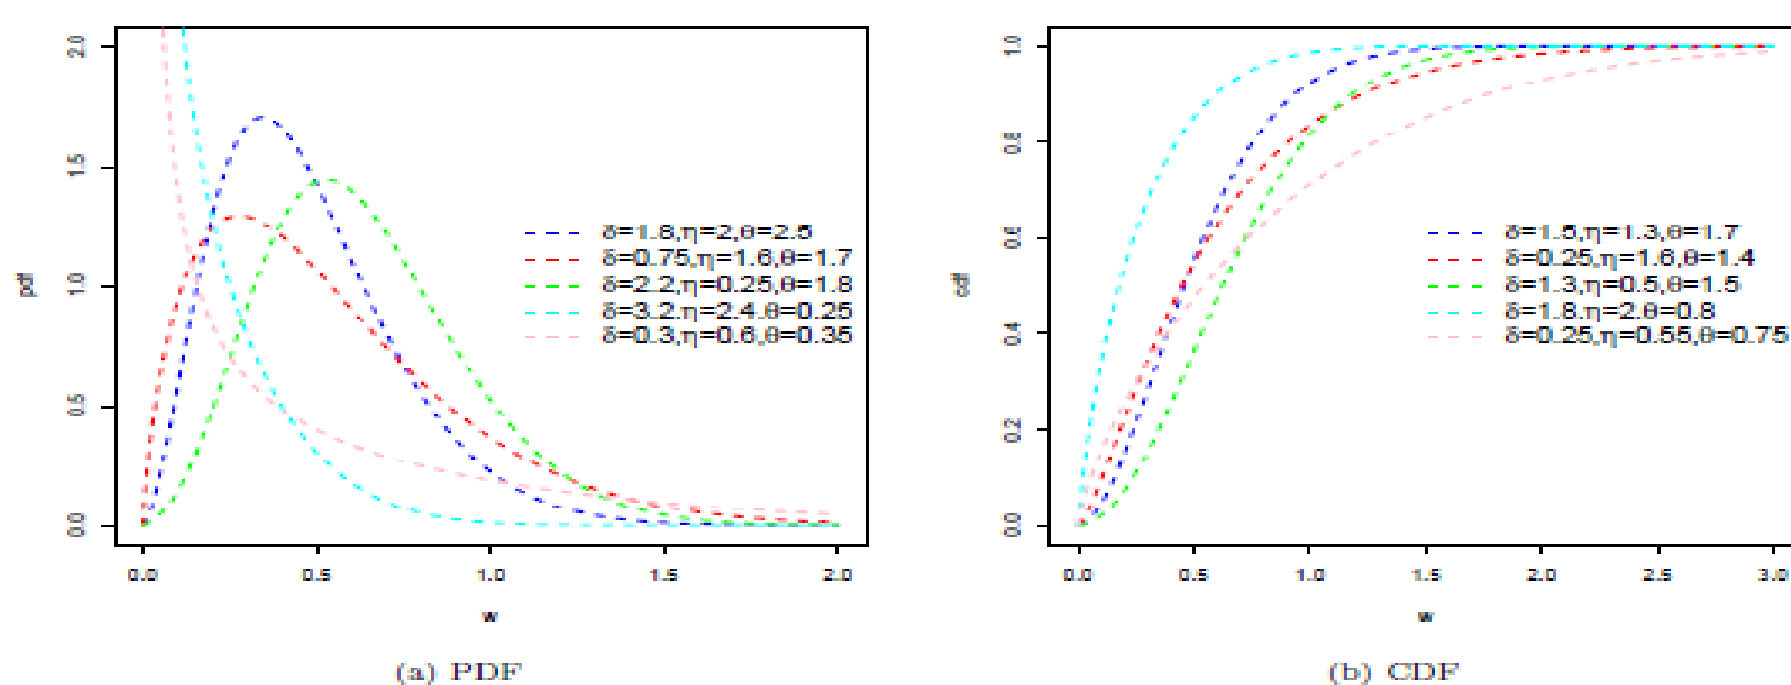 2.0
1.5
1.0
0.5
0.0
pdf
0.0 0.5 1.0 1.5 2.0
w
δ=1.8,η=2,θ=2.5
δ=0.75,η=1.6,θ=1.7
δ=2.2,η=0.25,θ=1.8
δ=3.2,η=2.4,θ=0.25
δ=0.3,η=0.6,θ=0.35
(a) PDF
1.0
0.8
0.6
0.4
0.2
0.0
cdf
0.0 0.5 1.0 1.5 2.0 2.5 3.0
w
δ=1.5,η=1.3,θ=1.7
δ=0.25,η=1.6,θ=1.4
δ=1.3,η=0.5,θ=1.5
δ=1.8,η=2,θ=0.8
δ=0.25,η=0.55,θ=0.75
(b) CDF